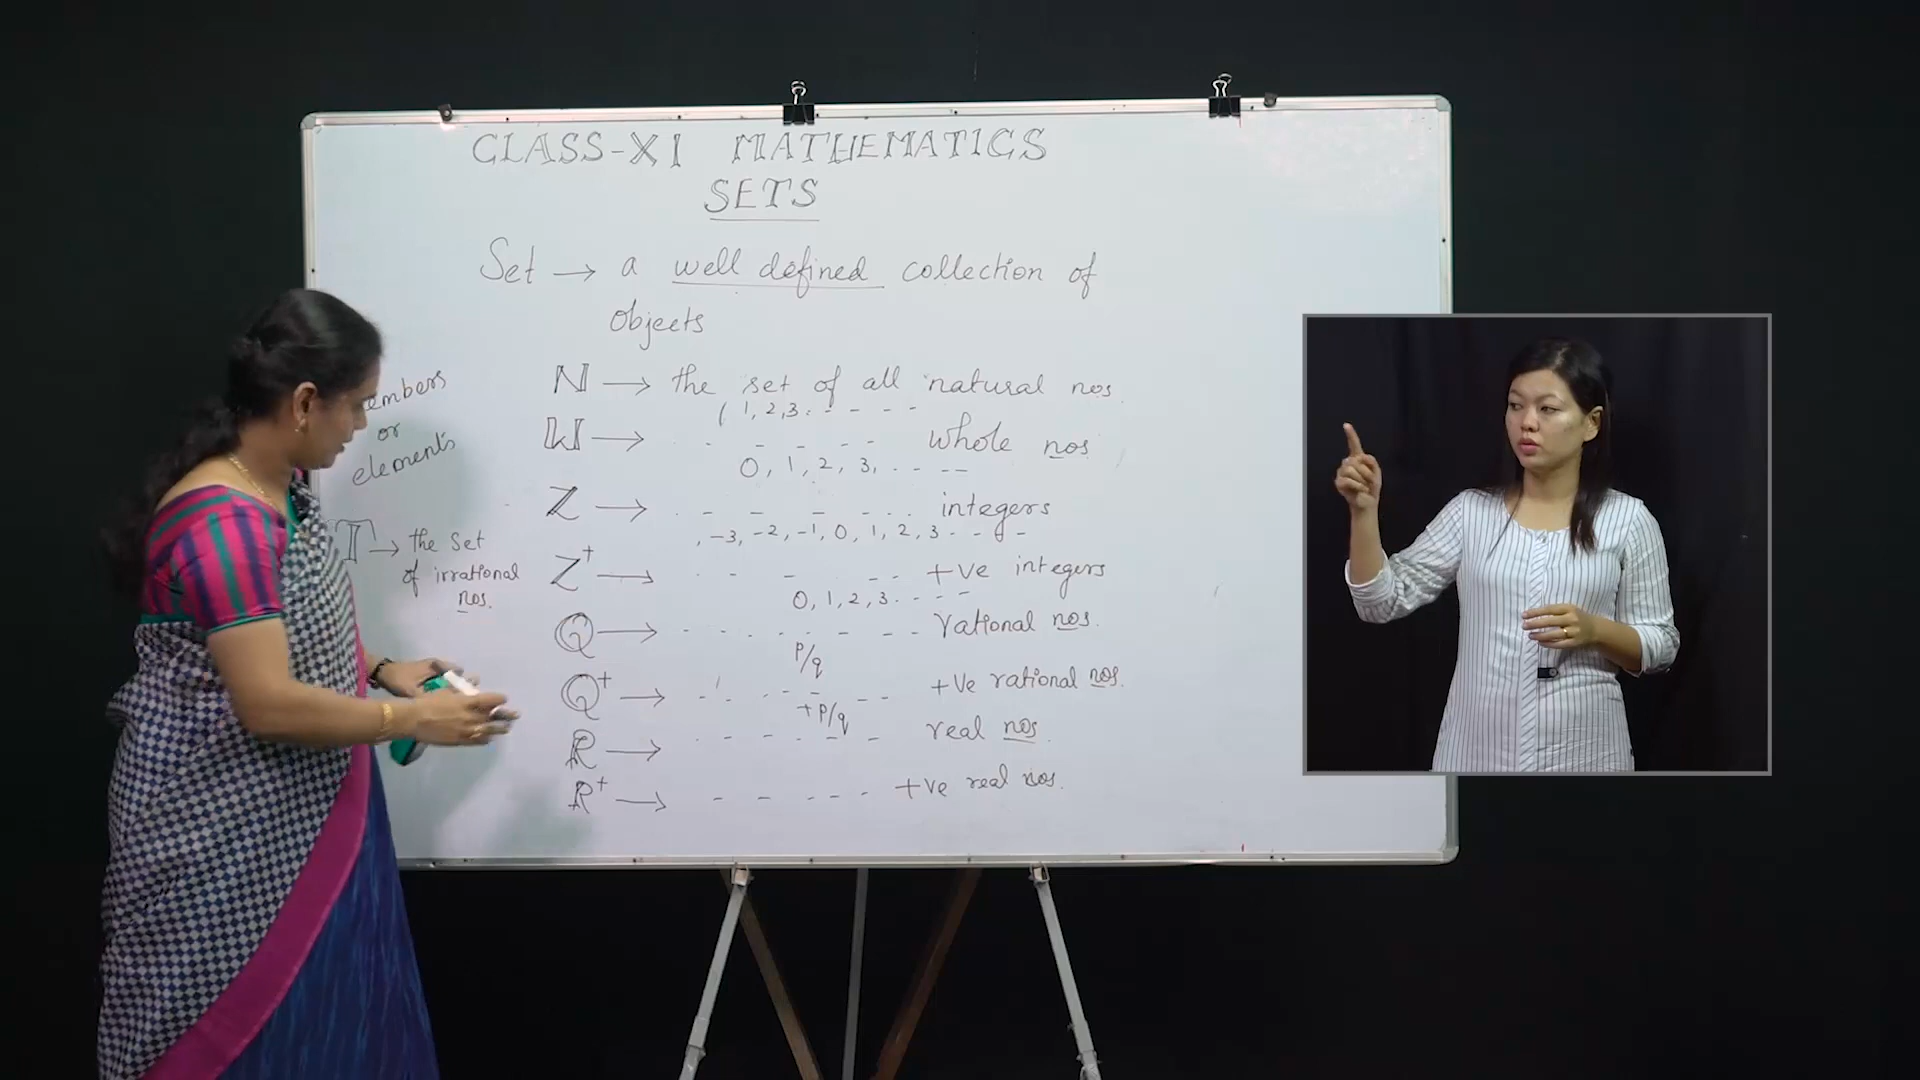 CLASS-XI MATHEMATICS
SETS
Set → a well defined collection of
objects
N → the set of all natural nos.
( 1, 2, 3. - - - -
W → - - - - - - whole nos
0, 1, 2, 3, . . - -
Z → - - - - - - integers
, -3, -2, -1, 0, 1, 2, 3 - - - -
Z⁺ → - - - - - +ve integers
0, 1, 2, 3. - - - -
Q → - - - - - - - rational nos.
P/q
Q⁺ → - - - - - - +ve rational nos.
+P/q
R → - - - - - - real nos.
R⁺ → - - - - - - +ve real nos.
or
elements
I → the set
of irrational
nos.